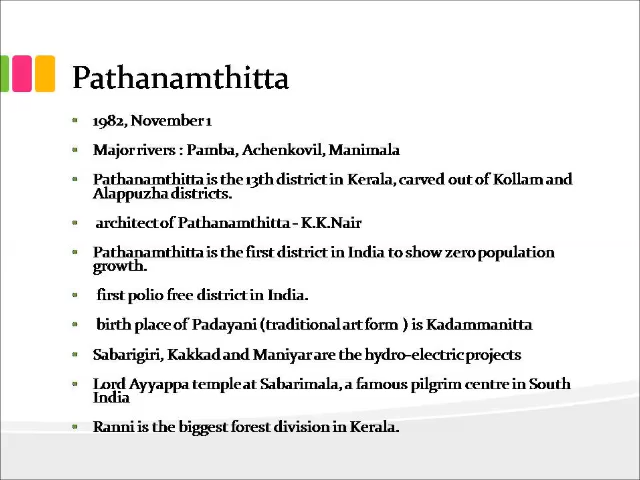 Pathanamthitta
1982, November 1
Major rivers : Pamba, Achenkovil, Manimala
Pathanamthitta is the 13th district in Kerala, carved out of Kollam and
Alappuzha districts.
architect of Pathanamthitta - K.K.Nair
Pathanamthitta is the first district in India to show zero population
growth.
first polio free district in India.
birth place of Padayani (traditional art form ) is Kadammanitta
Sabarigiri, Kakkad and Maniyar are the hydro-electric projects
Lord Ayyappa temple at Sabarimala, a famous pilgrim centre in South
India
Ranni is the biggest forest division in Kerala.